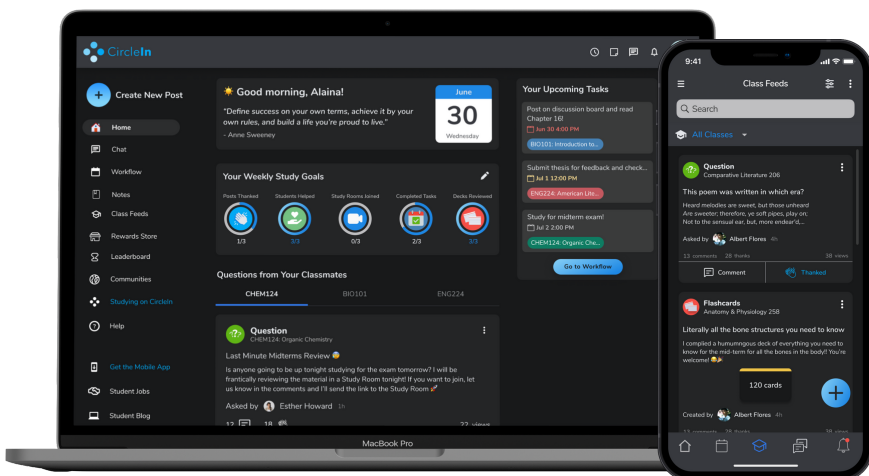 CircleIn
Create New Post
Home
Chat
Workflow
Notes
Class Feeds
Rewards Store
Leaderboard
Communities
Studying on CircleIn
Help
Get the Mobile App
Student Jobs
Student Blog
Good morning, Alaina!
"Define success on your own terms, achieve it by your
own rules, and build a life you're proud to live."
- Anne Sweeney
June
30
Wednesday
Your Weekly Study Goals
Posts Thanked
Students Helped
Study Rooms Joined
Completed Tasks
Decks Reviewed
1/3
3/3
0/3
2/3
3/3
Questions from Your Classmates
CHEM124
BIO101
ENG224
Question
CHEM124: Organic Chemistry
Last Minute Midterms Review
Is anyone going to be up tonight studying for the exam tomorrow? I will be
frantically reviewing the material in a Study Room tonight! If you want to join, let
us know in the comments and I'll send the link to the Study Room
Asked by Esther Howard 1h
12 18 22 views
Your Upcoming Tasks
Post on discussion board and read
Chapter 16!
Jun 30 4:00 PM
BIO101: Introduction to...
Submit thesis for feedback and check...
Jul 1 12:00 PM
ENG224: American Lite...
Study for midterm exam!
Jul 2 2:00 PM
CHEM124: Organic Che...
Go to Workflow
MacBook Pro
9:41
Class Feeds
Search
All Classes
Question
Comparative Literature 206
This poem was written in which era?
Heard melodies are sweet, but those unheard
Are sweeter; therefore, ye soft pipes, play on;
Not to the sensual ear, but, more endear'd,...
Asked by Albert Flores 4h
13 comments 28 thanks 38 views
Comment
Thanked
Flashcards
Anatomy & Physiology 258
Literally all the bone structures you need to know
I complied a humumngous deck of everything you need to
know for the mid-term for all the bones in the body!! You're
welcome!
120 cards
Created by Albert Flores 4h
13 comments 28 thanks 38 views